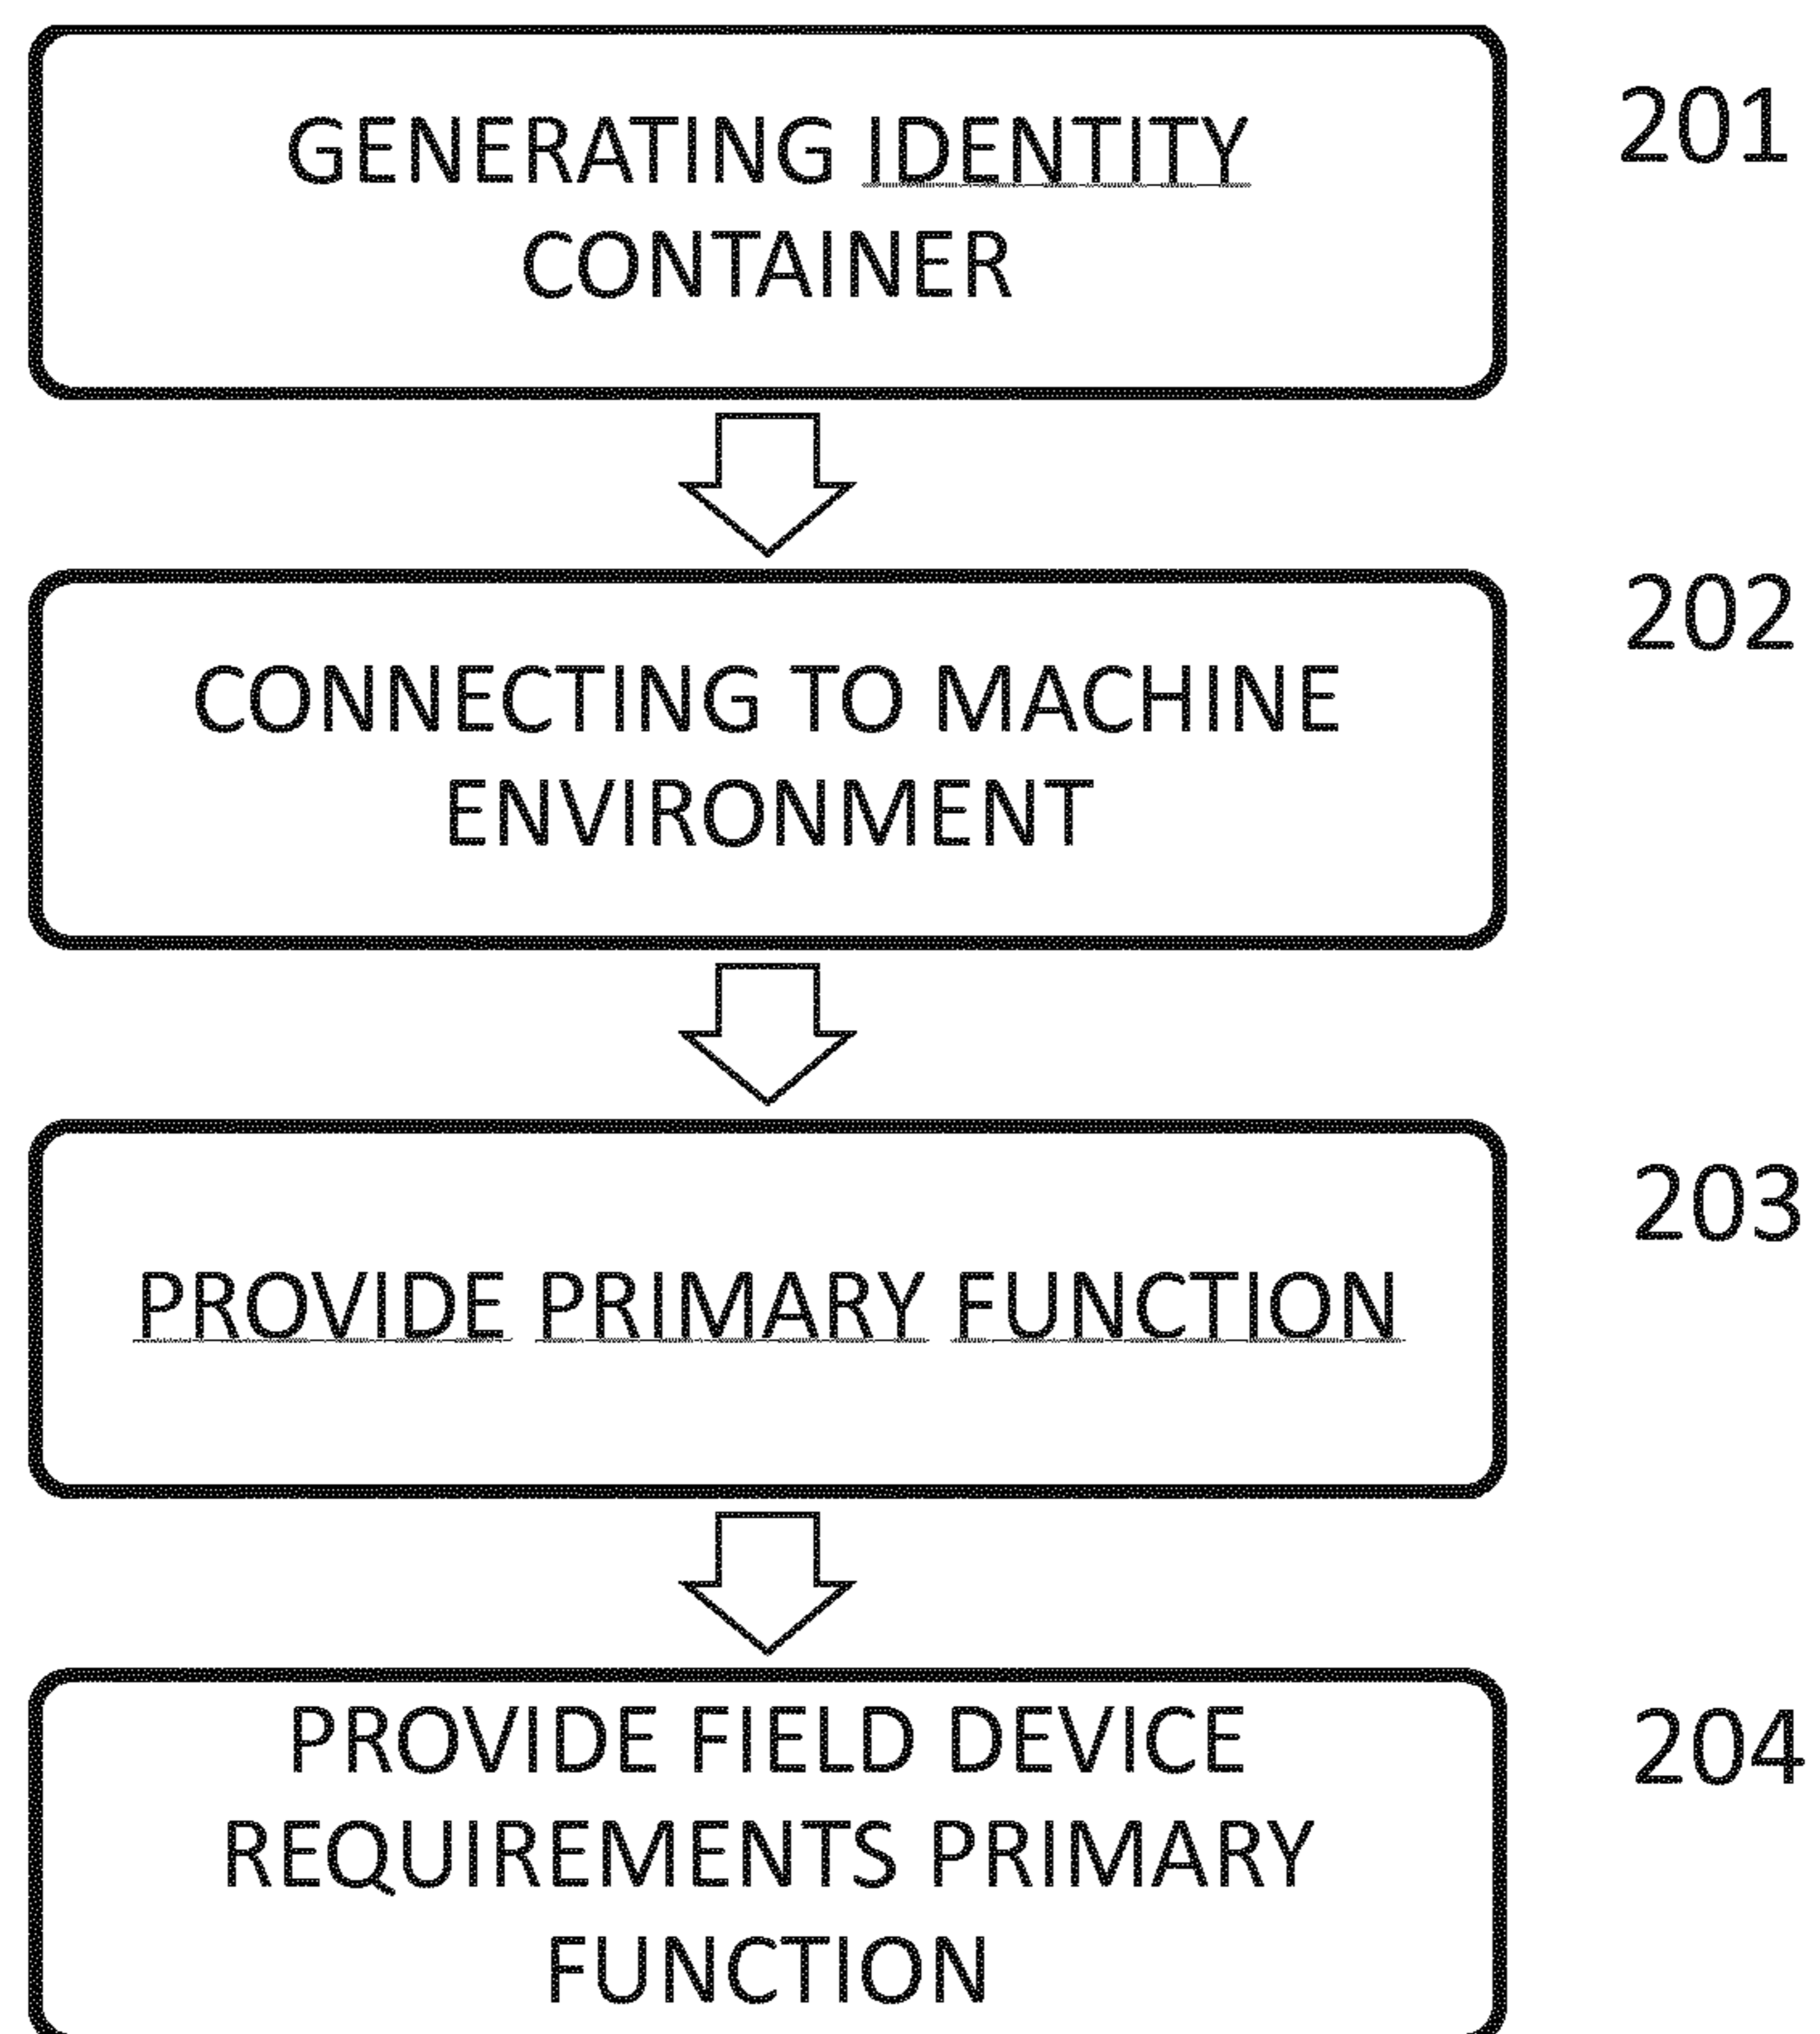 GENERATING IDENTITY
CONTAINER
201
CONNECTING TO MACHINE
ENVIRONMENT
202
PROVIDE PRIMARY FUNCTION
203
PROVIDE FIELD DEVICE
REQUIREMENTS PRIMARY
FUNCTION
204